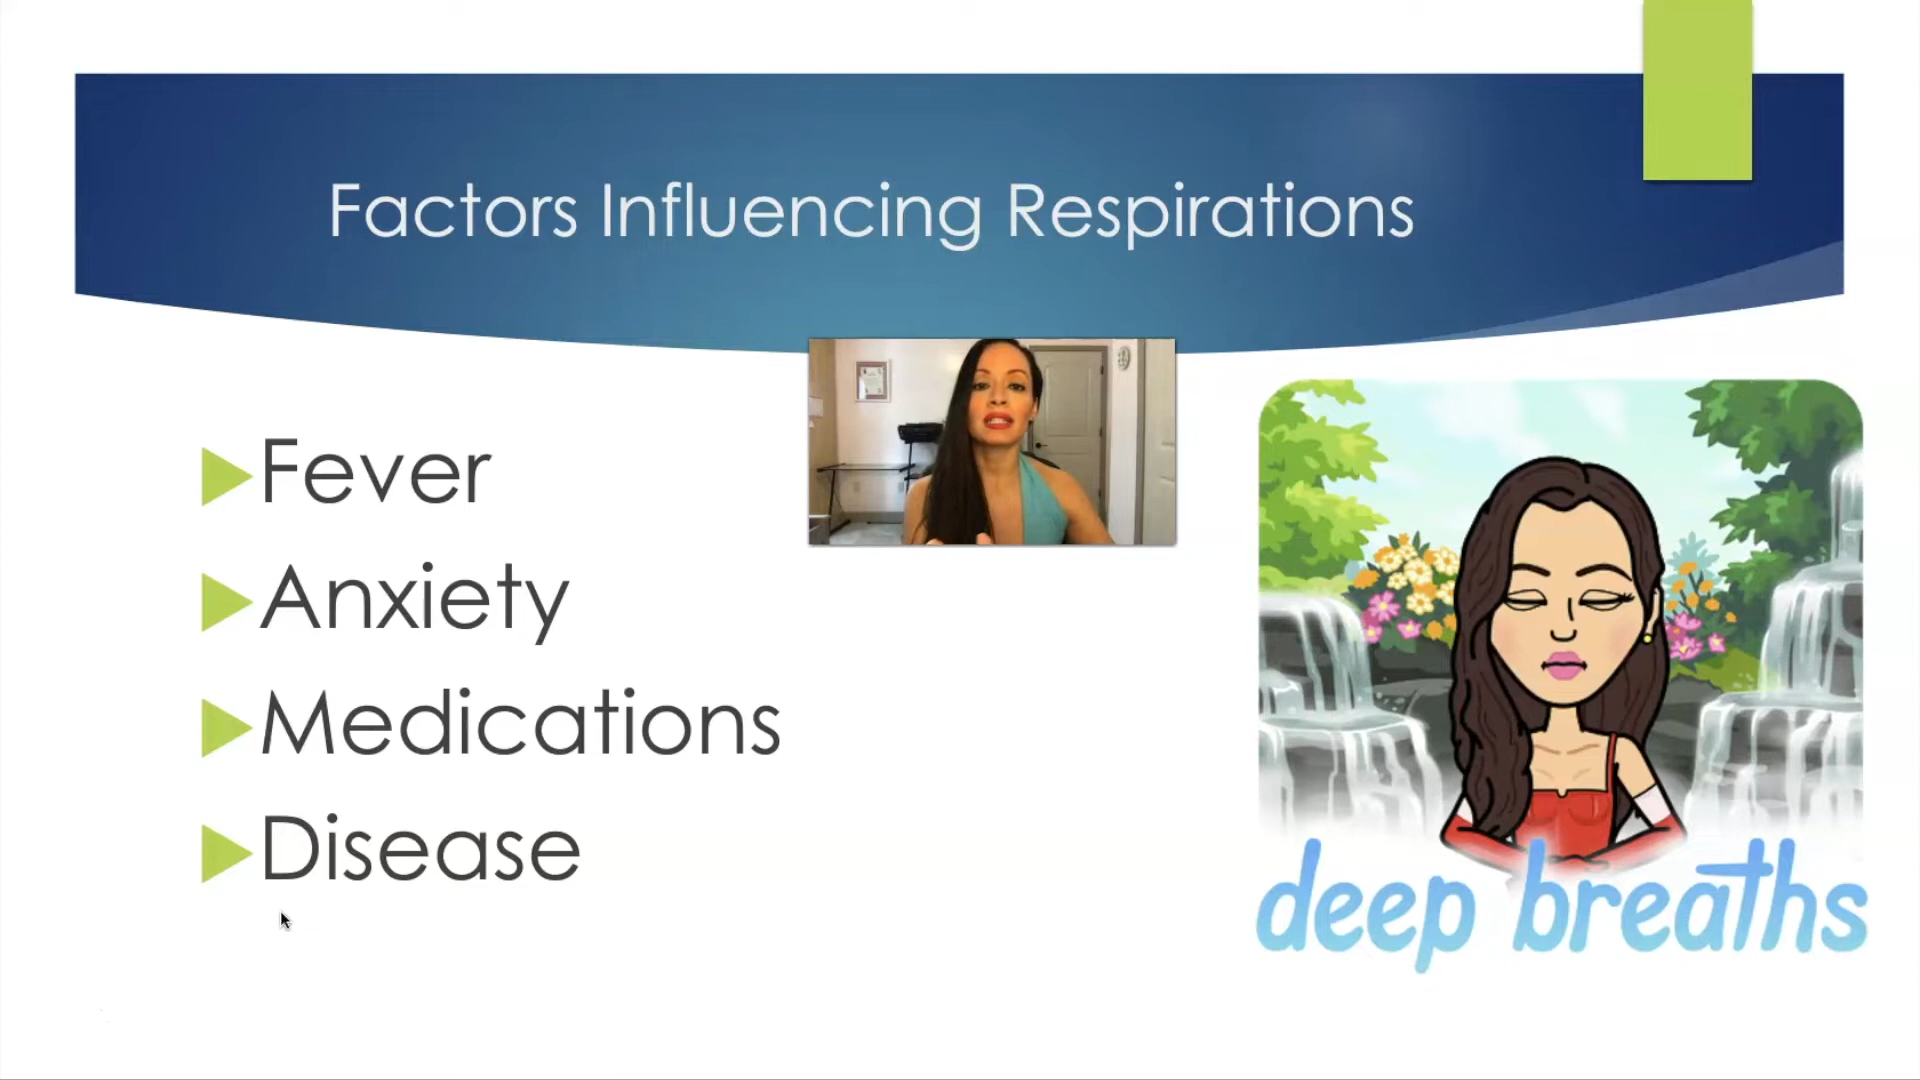 Factors Influencing Respirations
Fever
Anxiety
Medications
Disease
deep breaths